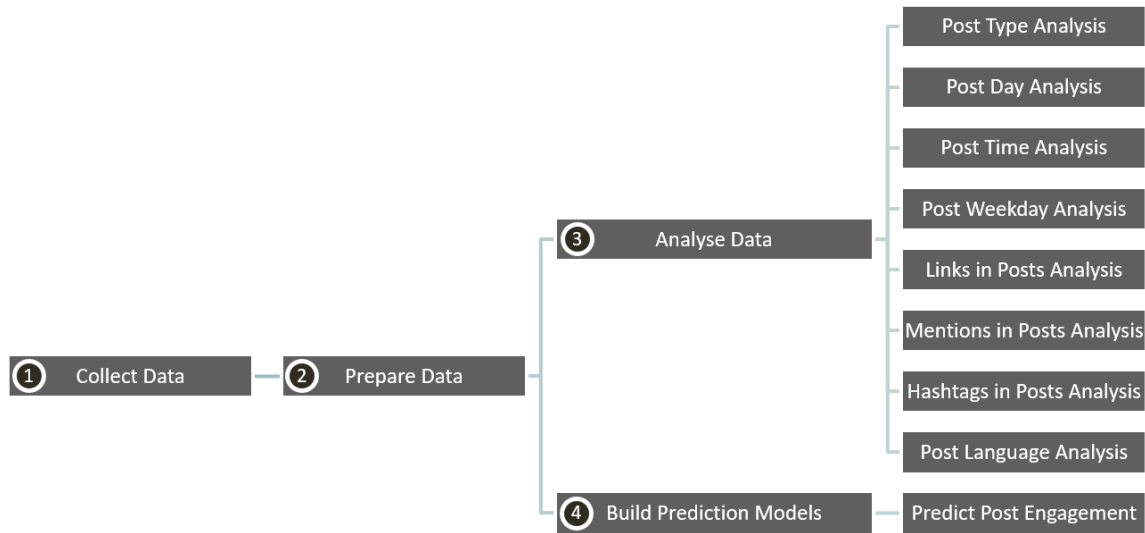 1 Collect Data
2 Prepare Data
3 Analyse Data
Post Type Analysis
Post Day Analysis
Post Time Analysis
Post Weekday Analysis
Links in Posts Analysis
Mentions in Posts Analysis
Hashtags in Posts Analysis
Post Language Analysis
4 Build Prediction Models
Predict Post Engagement